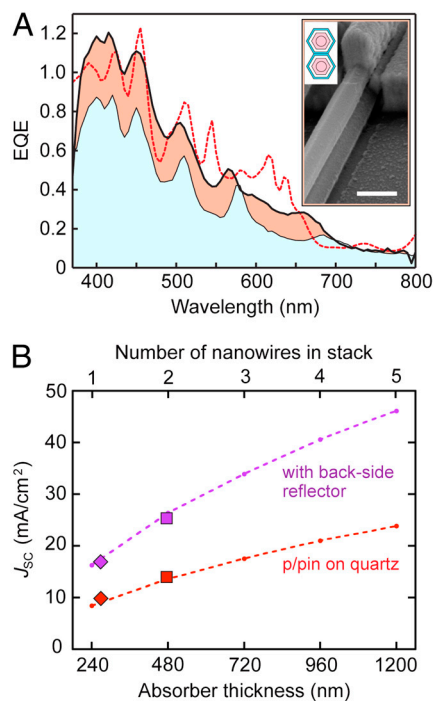 A
1.2
1.0
0.8
0.6
0.4
0.2
0
EQE
400 500 600 700 800
Wavelength (nm)
B
Number of nanowires in stack
1 2 3 4 5
50
40
30
20
10
0
JSC (mA/cm²)
with back-side
reflector
p/pin on quartz
240 480 720 960 1200
Absorber thickness (nm)